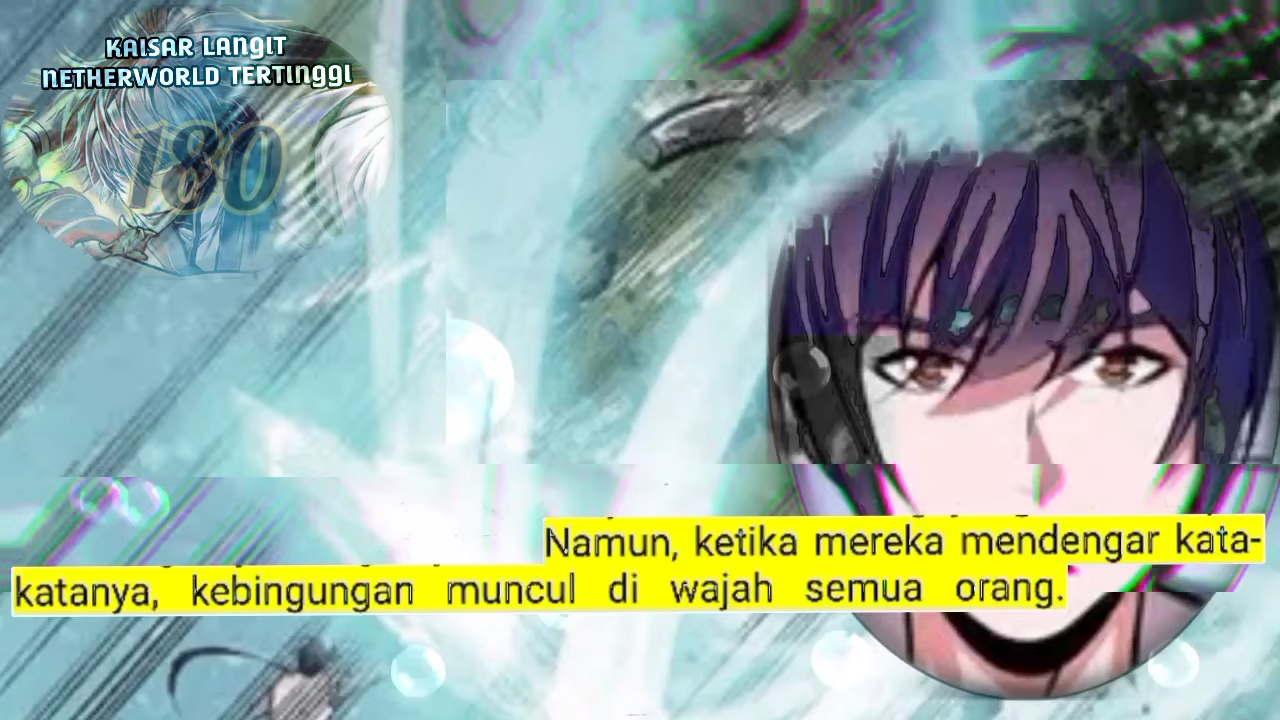 KAISAR LANGIT
NETHERWORLD TERTINGGI
180
Namun, ketika mereka mendengar kata-
katanya, kebingungan muncul di wajah semua orang.